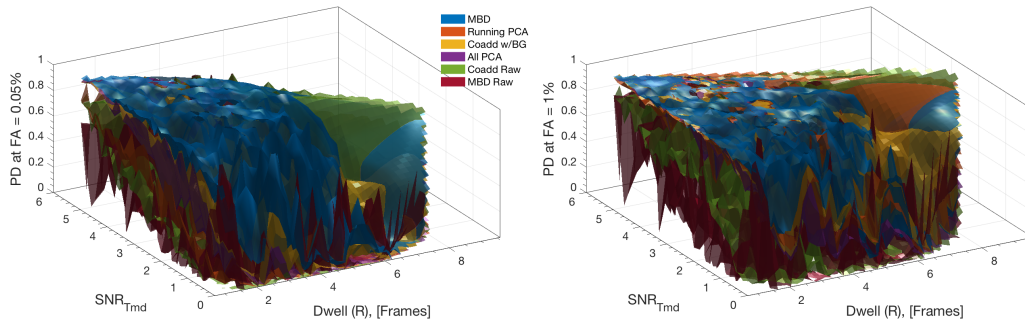 MBD
Running PCA
Coadd w/BG
All PCA
Coadd Raw
MBD Raw
PD at FA = 0.05%
1
0.8
0.6
0.4
0.2
0
6
5
4
3
2
1
0
SNR_Tmd
2
4
6
8
Dwell (R), [Frames]
PD at FA = 1%
1
0.8
0.6
0.4
0.2
0
6
5
4
3
2
1
0
SNR_Tmd
2
4
6
8
Dwell (R), [Frames]